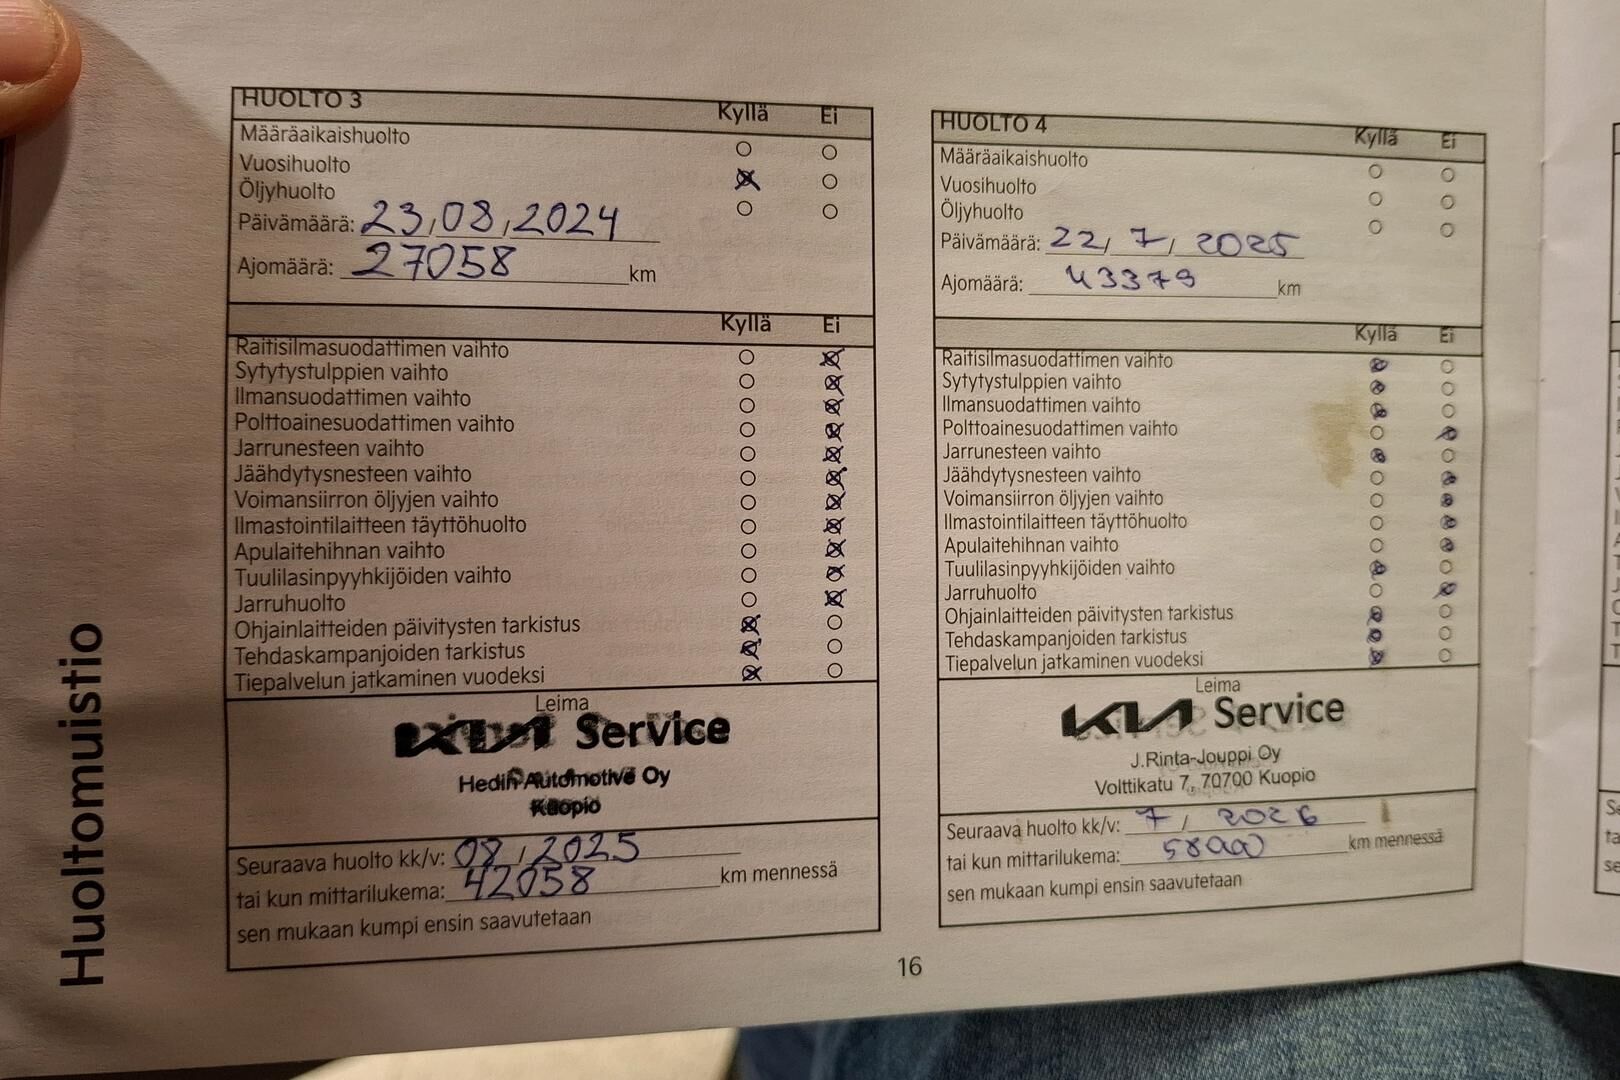 Huoltomuistio
HUOLTO 3 Kyllä Ei
Määräaikaishuolto
Vuosihuolto
Öljyhuolto
Päivämäärä: 23,08,2024
Ajomäärä: 27058 km
Kyllä Ei
Raitisilmasuodattimen vaihto
Sytytystulppien vaihto
Ilmansuodattimen vaihto
Polttoainesuodattimen vaihto
Jarrunesteen vaihto
Jäähdytysnesteen vaihto
Voimansiirron öljyjen vaihto
Ilmastointilaitteen täyttöhuolto
Apulaitehihnan vaihto
Tuulilasinpyyhkijöiden vaihto
Jarruhuolto
Ohjainlaitteiden päivitysten tarkistus
Tehdaskampanjoiden tarkistus
Tiepalvelun jatkaminen vuodeksi
Leima
KIA Service
Hedin Automotive Oy
Kuopio
Seuraava huolto kk/v: 08 / 2025
tai kun mittarilukema: 42058 km mennessä
sen mukaan kumpi ensin saavutetaan
HUOLTO 4 Kyllä Ei
Määräaikaishuolto
Vuosihuolto
Öljyhuolto
Päivämäärä: 22/ 7/ 2025
Ajomäärä: 43379 km
Kyllä Ei
Raitisilmasuodattimen vaihto
Sytytystulppien vaihto
Ilmansuodattimen vaihto
Polttoainesuodattimen vaihto
Jarrunesteen vaihto
Jäähdytysnesteen vaihto
Voimansiirron öljyjen vaihto
Ilmastointilaitteen täyttöhuolto
Apulaitehihnan vaihto
Tuulilasinpyyhkijöiden vaihto
Jarruhuolto
Ohjainlaitteiden päivitysten tarkistus
Tehdaskampanjoiden tarkistus
Tiepalvelun jatkaminen vuodeksi
Leima
KIA Service
J.Rinta-Jouppi Oy
Volttikatu 7, 70700 Kuopio
Seuraava huolto kk/v: 7 / 2026
tai kun mittarilukema: 58000 km mennessä
sen mukaan kumpi ensin saavutetaan
16